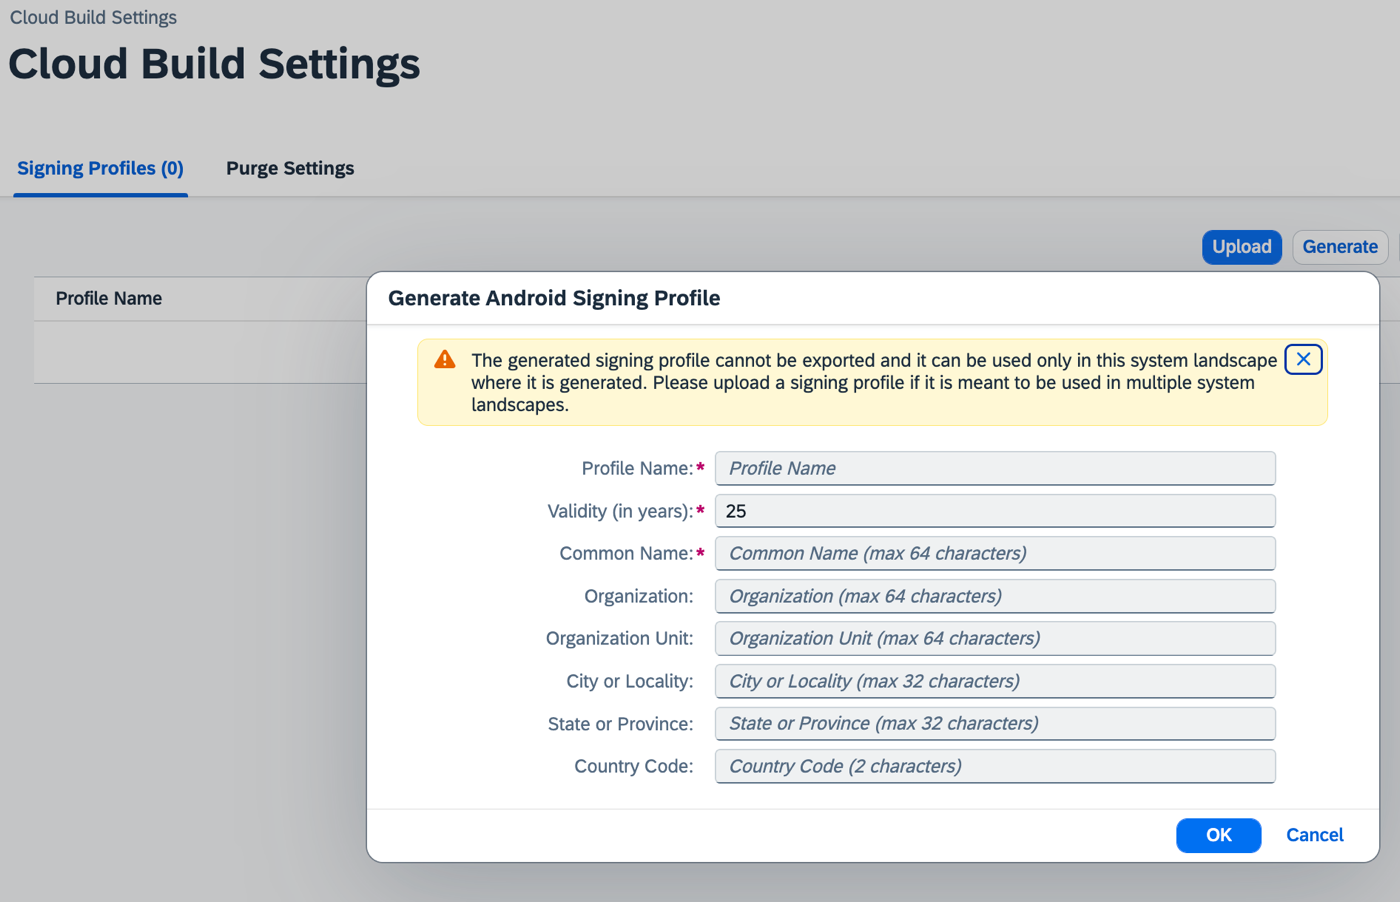 Cloud Build Settings
Cloud Build Settings
Signing Profiles (0) Purge Settings
Upload Generate
Profile Name
Generate Android Signing Profile
The generated signing profile cannot be exported and it can be used only in this system landscape
where it is generated. Please upload a signing profile if it is meant to be used in multiple system
landscapes.
Profile Name:* Profile Name
Validity (in years):* 25
Common Name:* Common Name (max 64 characters)
Organization: Organization (max 64 characters)
Organization Unit: Organization Unit (max 64 characters)
City or Locality: City or Locality (max 32 characters)
State or Province: State or Province (max 32 characters)
Country Code: Country Code (2 characters)
OK Cancel